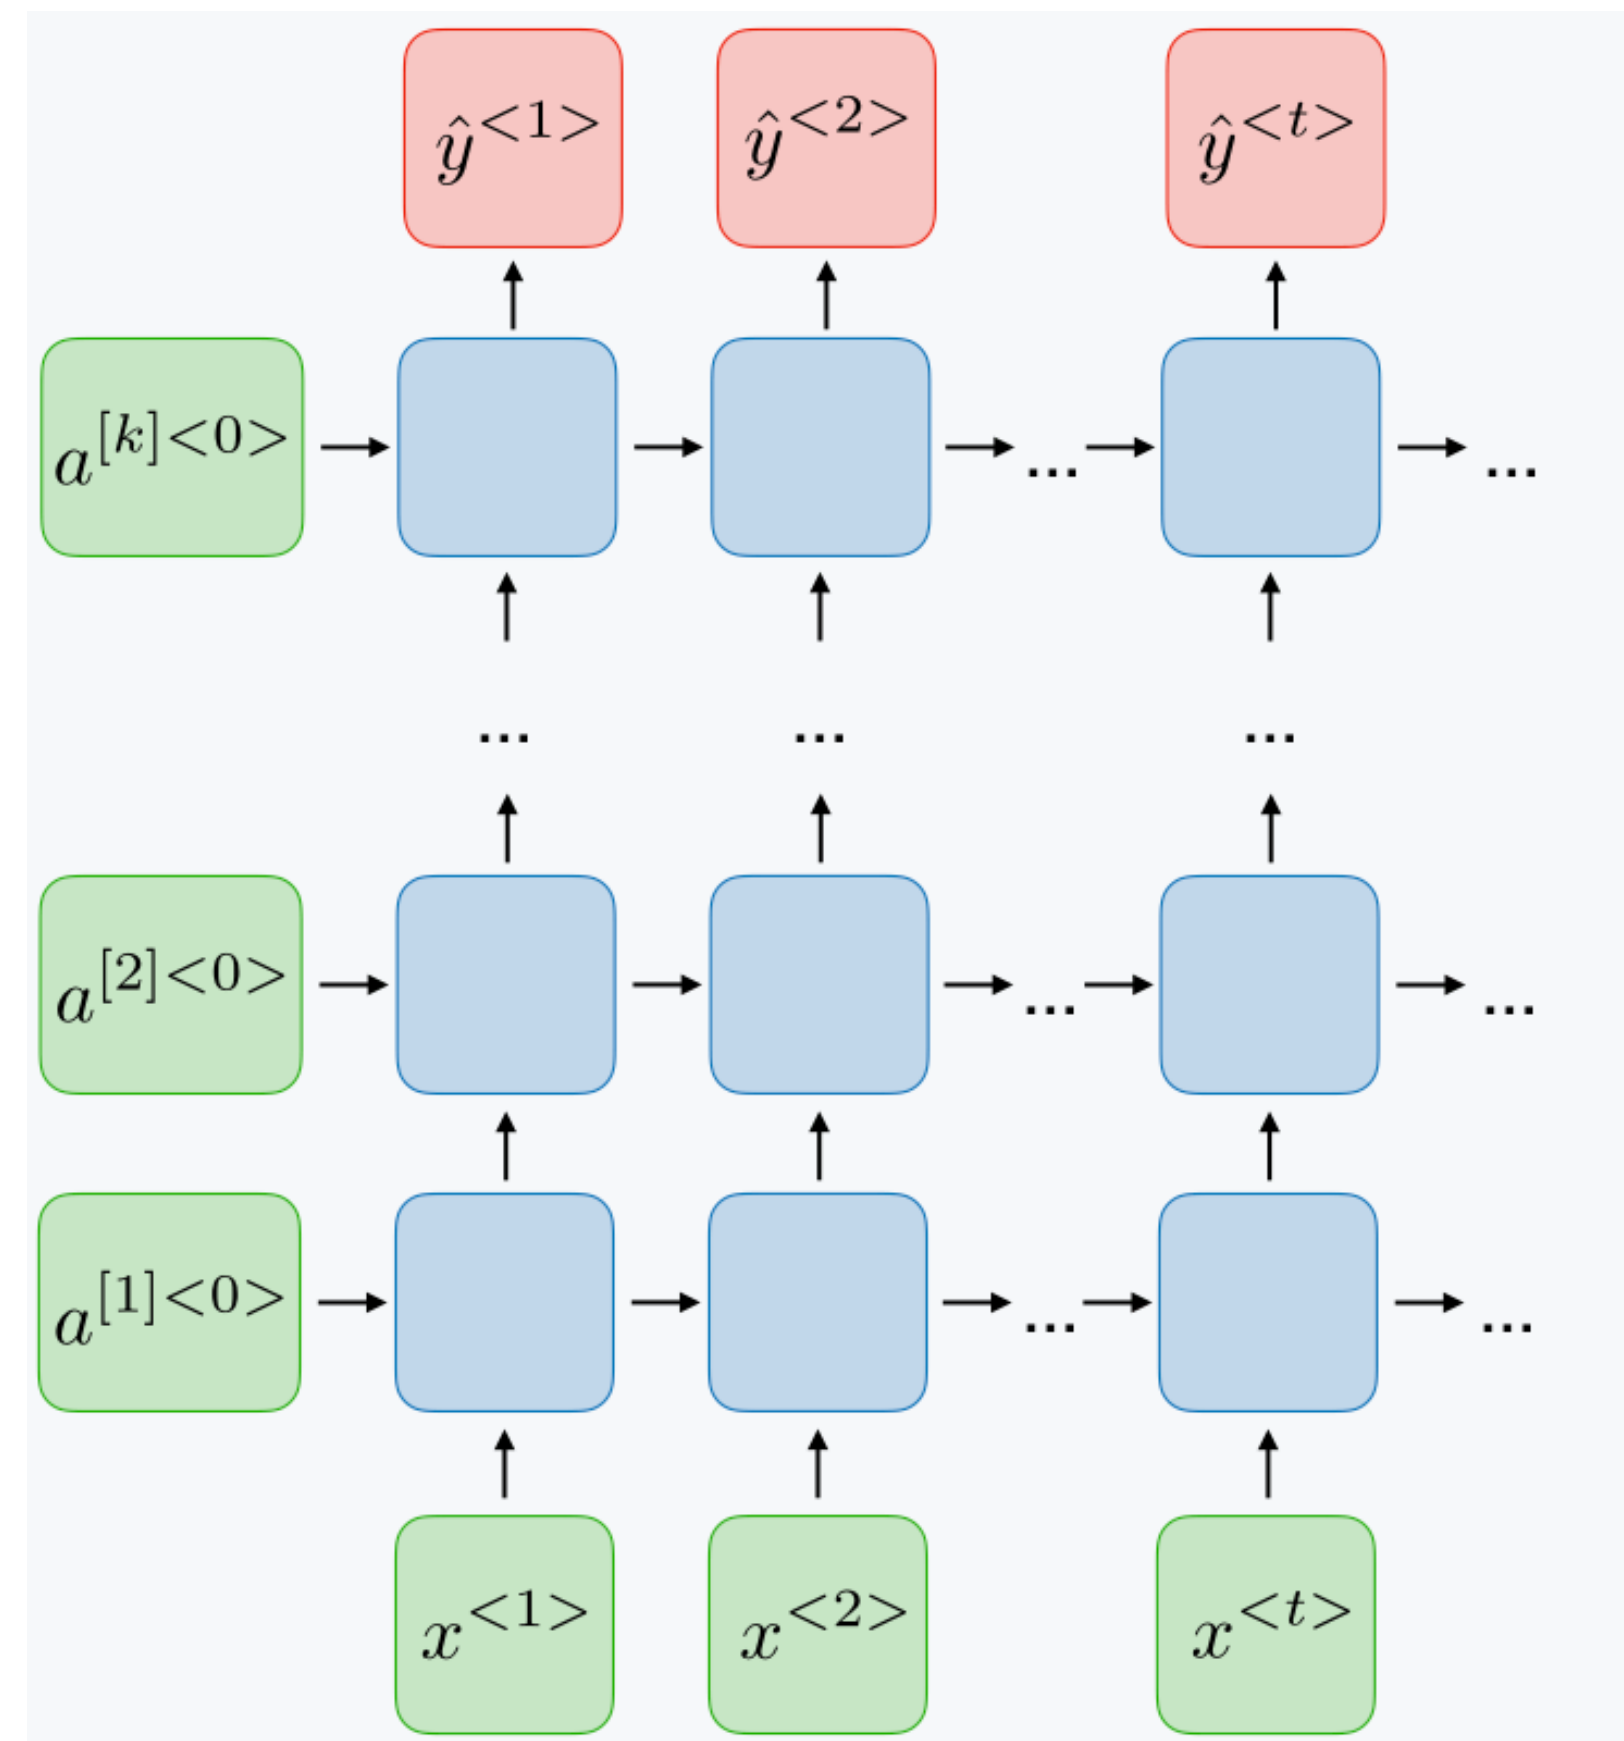 ŷ<1> ŷ<2> ŷ<t>
a[k]<0> ... ...
... ... ...
a[2]<0> ... ...
a[1]<0> ... ...
x<1> x<2> x<t>